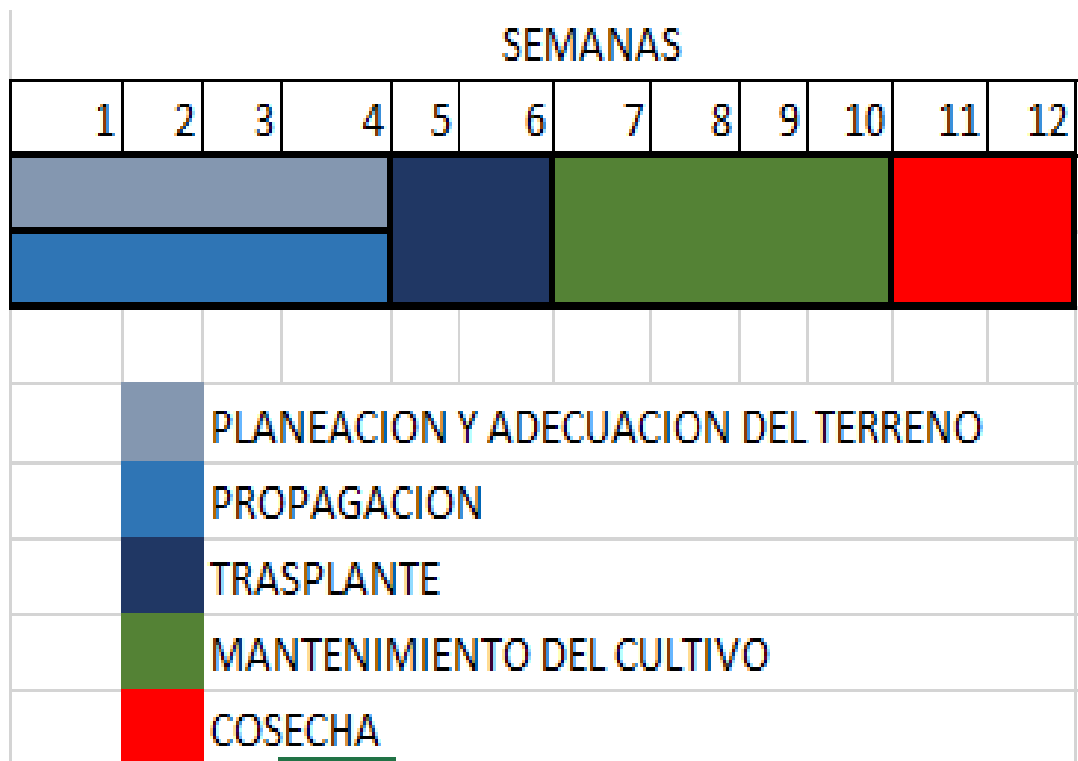 SEMANAS
1 2 3 4 5 6 7 8 9 10 11 12
PLANEACION Y ADECUACION DEL TERRENO
PROPAGACION
TRASPLANTE
MANTENIMIENTO DEL CULTIVO
COSECHA